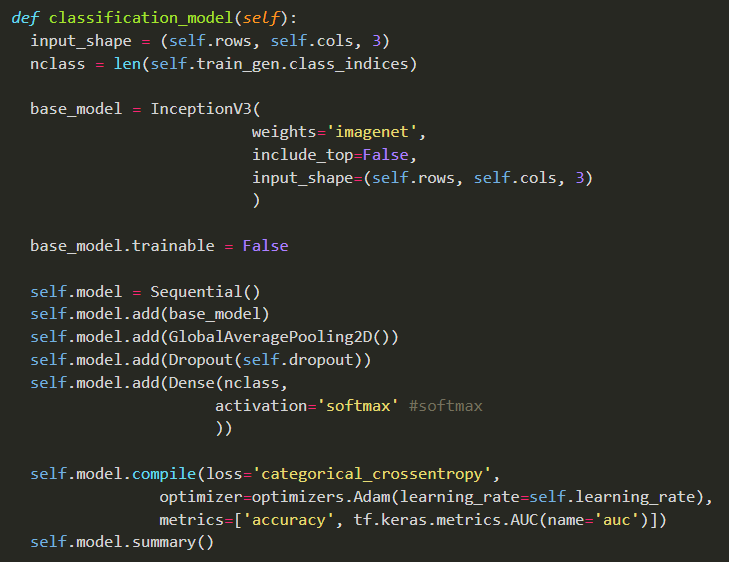 def classification_model(self):
  input_shape = (self.rows, self.cols, 3)
  nclass = len(self.train_gen.class_indices)

  base_model = InceptionV3(
                          weights='imagenet',
                          include_top=False,
                          input_shape=(self.rows, self.cols, 3)
                          )

  base_model.trainable = False

  self.model = Sequential()
  self.model.add(base_model)
  self.model.add(GlobalAveragePooling2D())
  self.model.add(Dropout(self.dropout))
  self.model.add(Dense(nclass,
                      activation='softmax' #softmax
                      ))

  self.model.compile(loss='categorical_crossentropy',
                optimizer=optimizers.Adam(learning_rate=self.learning_rate),
                metrics=['accuracy', tf.keras.metrics.AUC(name='auc')])
  self.model.summary()